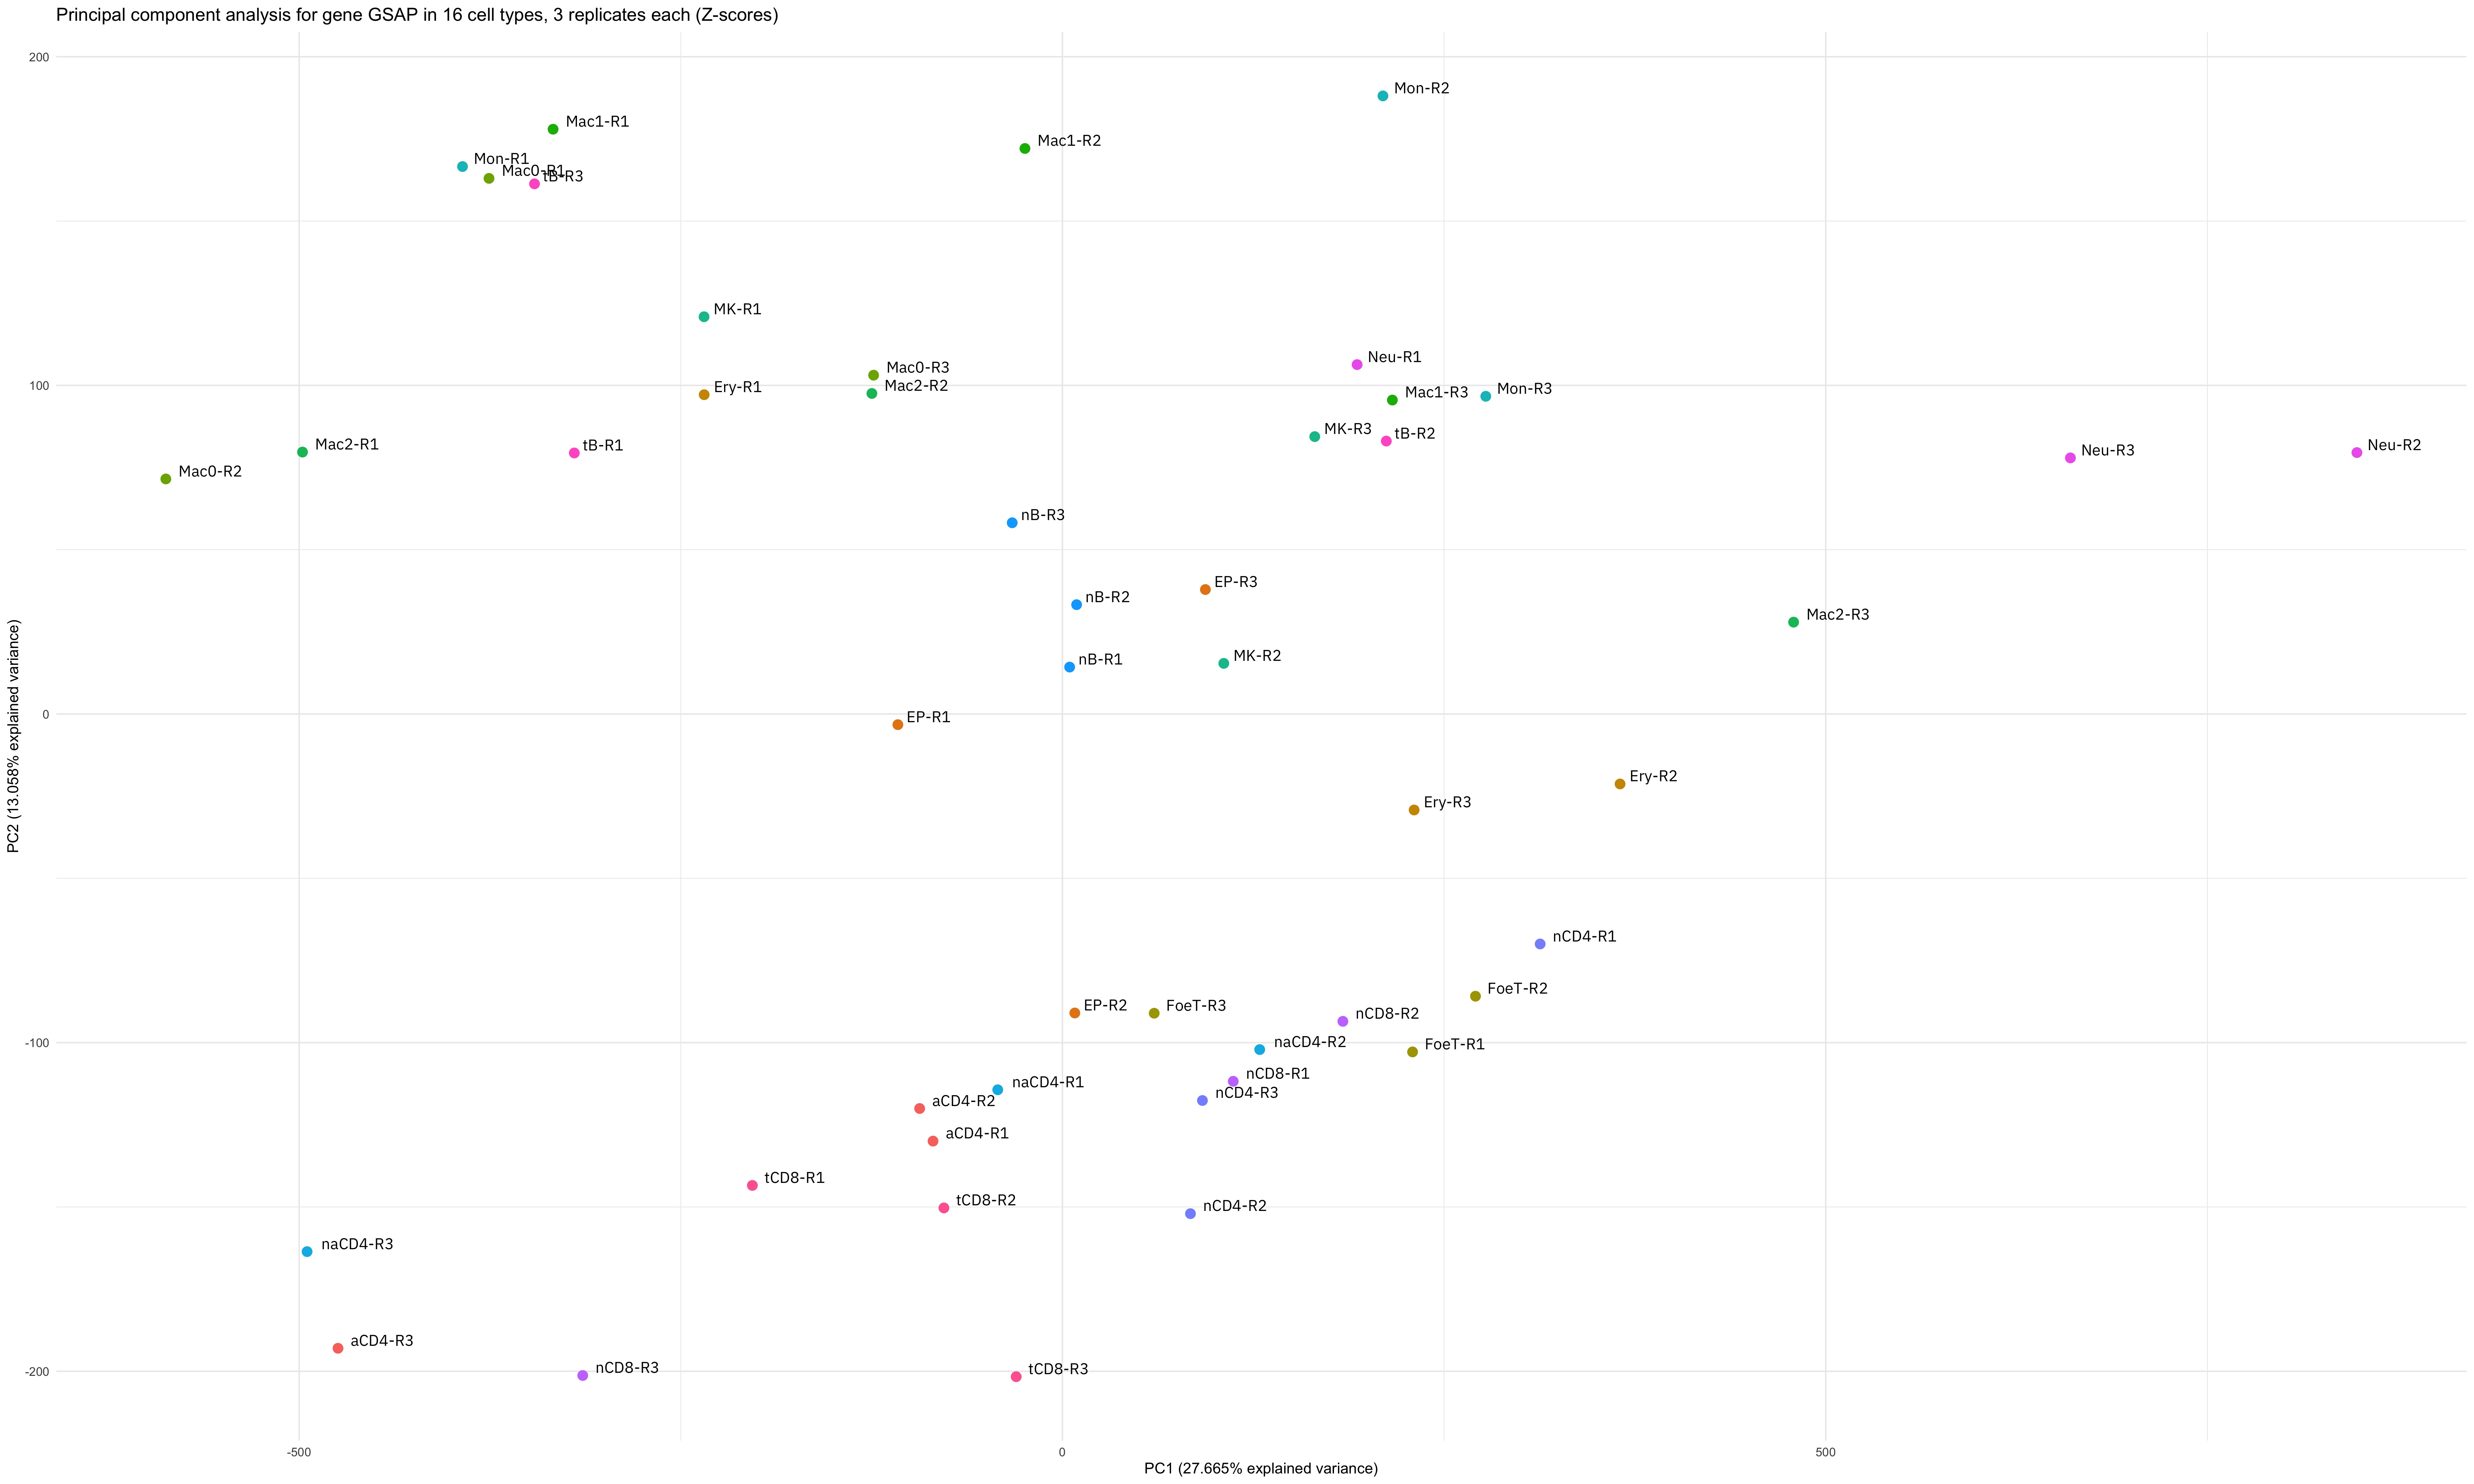 Principal component analysis for gene GSAP in 16 cell types, 3 replicates each (Z-scores)
200
Mon-R2
Mac1-R1
Mac1-R2
Mon-R1
Mac0-R1
tB-R3
MK-R1
Mac0-R3
Neu-R1
100
Ery-R1
Mac2-R2
Mac1-R3
Mon-R3
MK-R3
tB-R2
Mac2-R1
tB-R1
Neu-R3
Neu-R2
Mac0-R2
nB-R3
EP-R3
nB-R2
Mac2-R3
nB-R1
MK-R2
0
EP-R1
PC2 (13.058% explained variance)
Ery-R2
Ery-R3
nCD4-R1
FoeT-R2
EP-R2
FoeT-R3
nCD8-R2
-100
naCD4-R2
FoeT-R1
nCD8-R1
naCD4-R1
nCD4-R3
aCD4-R2
aCD4-R1
tCD8-R1
tCD8-R2
nCD4-R2
naCD4-R3
aCD4-R3
-200
nCD8-R3
tCD8-R3
-500
0
500
PC1 (27.665% explained variance)